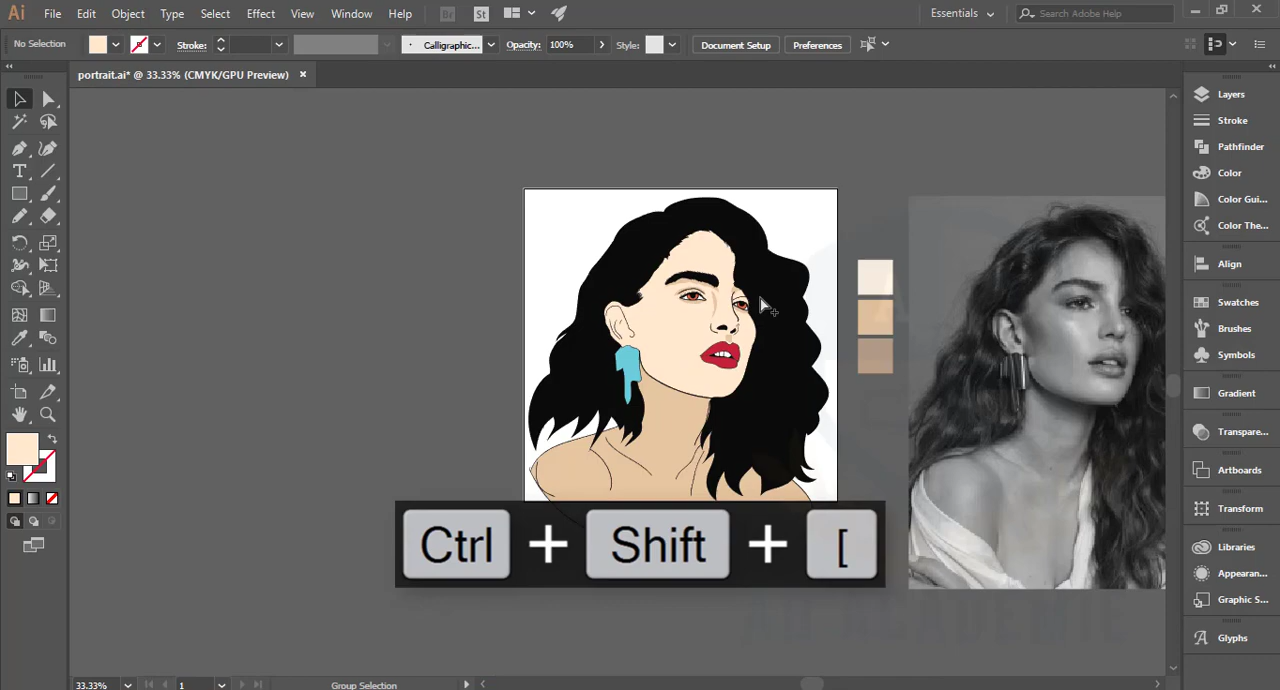 Ai File Edit Object Type Select Effect View Window Help Br St Essentials Search Adobe Help
No Selection Stroke: Calligraphic... Opacity: 100% Style: Document Setup Preferences
portrait.ai* @ 33.33% (CMYK/GPU Preview)
Layers
Stroke
Pathfinder
Color
Color Gui...
Color The...
Align
Swatches
Brushes
Symbols
Gradient
Transpare...
Artboards
Transform
Libraries
Appearan...
Graphic S...
Glyphs
Ctrl + Shift + [
33.33% 1 Group Selection